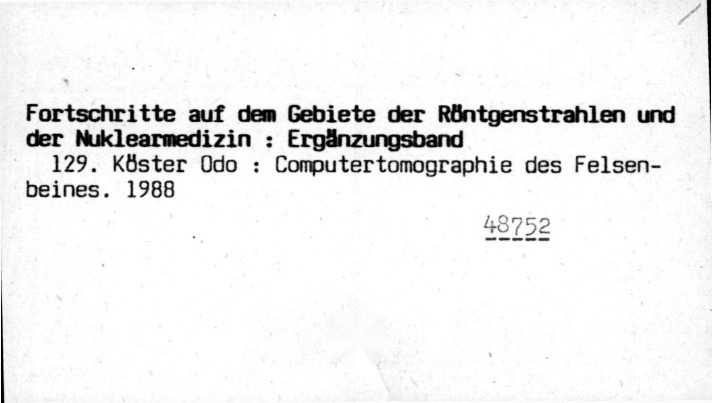 Fortschritte auf dem Gebiete der Röntgenstrahlen und
der Nuklearmedizin : Ergänzungsband
129. Köster Odo : Computertomographie des Felsen-
beines. 1988
48752